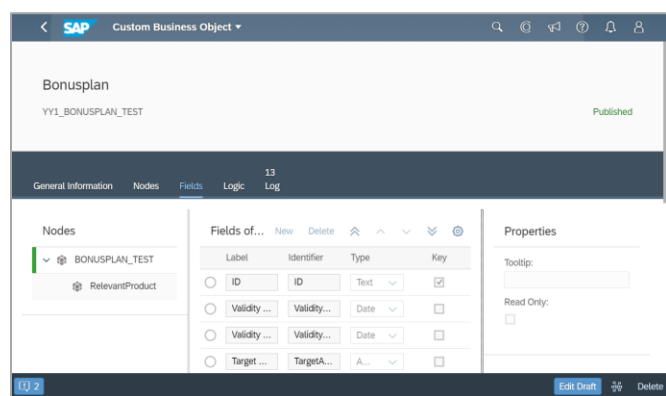 SAP Custom Business Object
Bonusplan
YY1_BONUSPLAN_TEST
Published
General Information Nodes Fields Logic 13 Log
Nodes
BONUSPLAN_TEST
RelevantProduct
Fields of... New Delete
Label Identifier Type Key
ID ID Text
Validity ... Validity... Date
Validity ... Validity... Date
Target ... TargetA... A...
Properties
Tooltip:
Read Only:
2 Edit Draft Delete